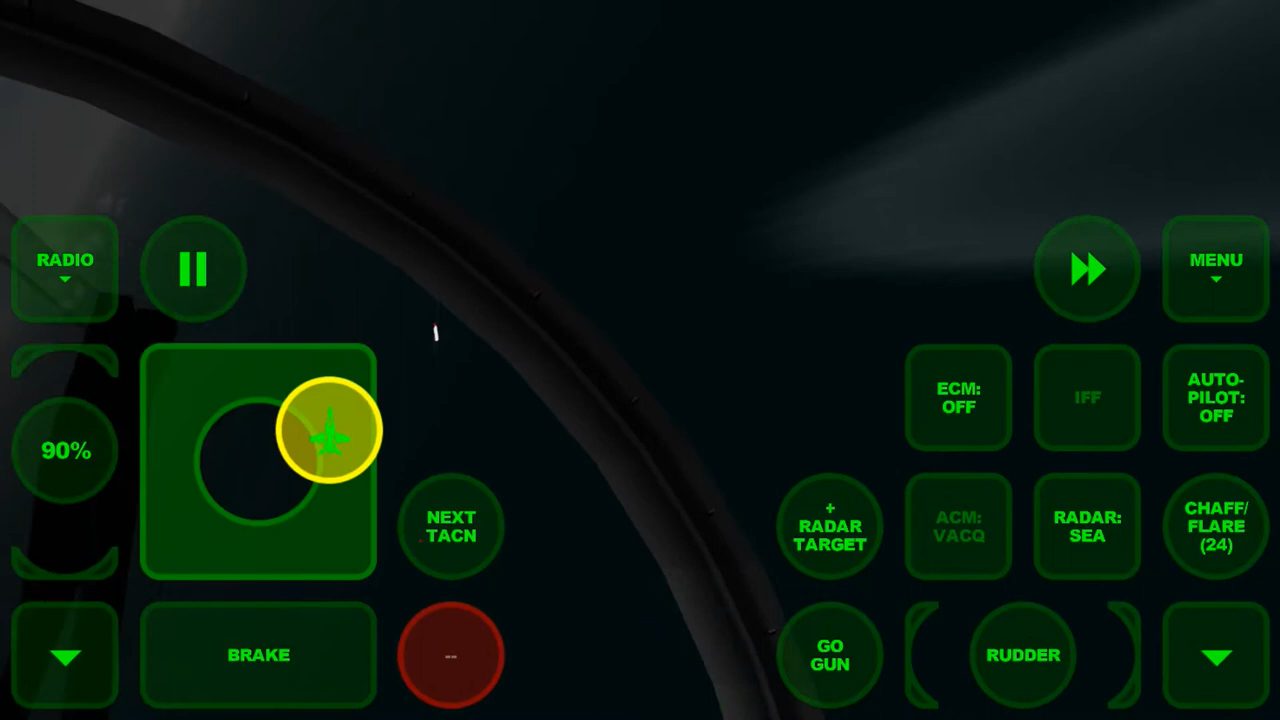 RADIO
MENU
ECM:
OFF
IFF
AUTO-
PILOT:
OFF
90%
NEXT
TACN
+
RADAR
TARGET
ACM:
VACQ
RADAR:
SEA
CHAFF/
FLARE
(24)
BRAKE
--
GO
GUN
RUDDER